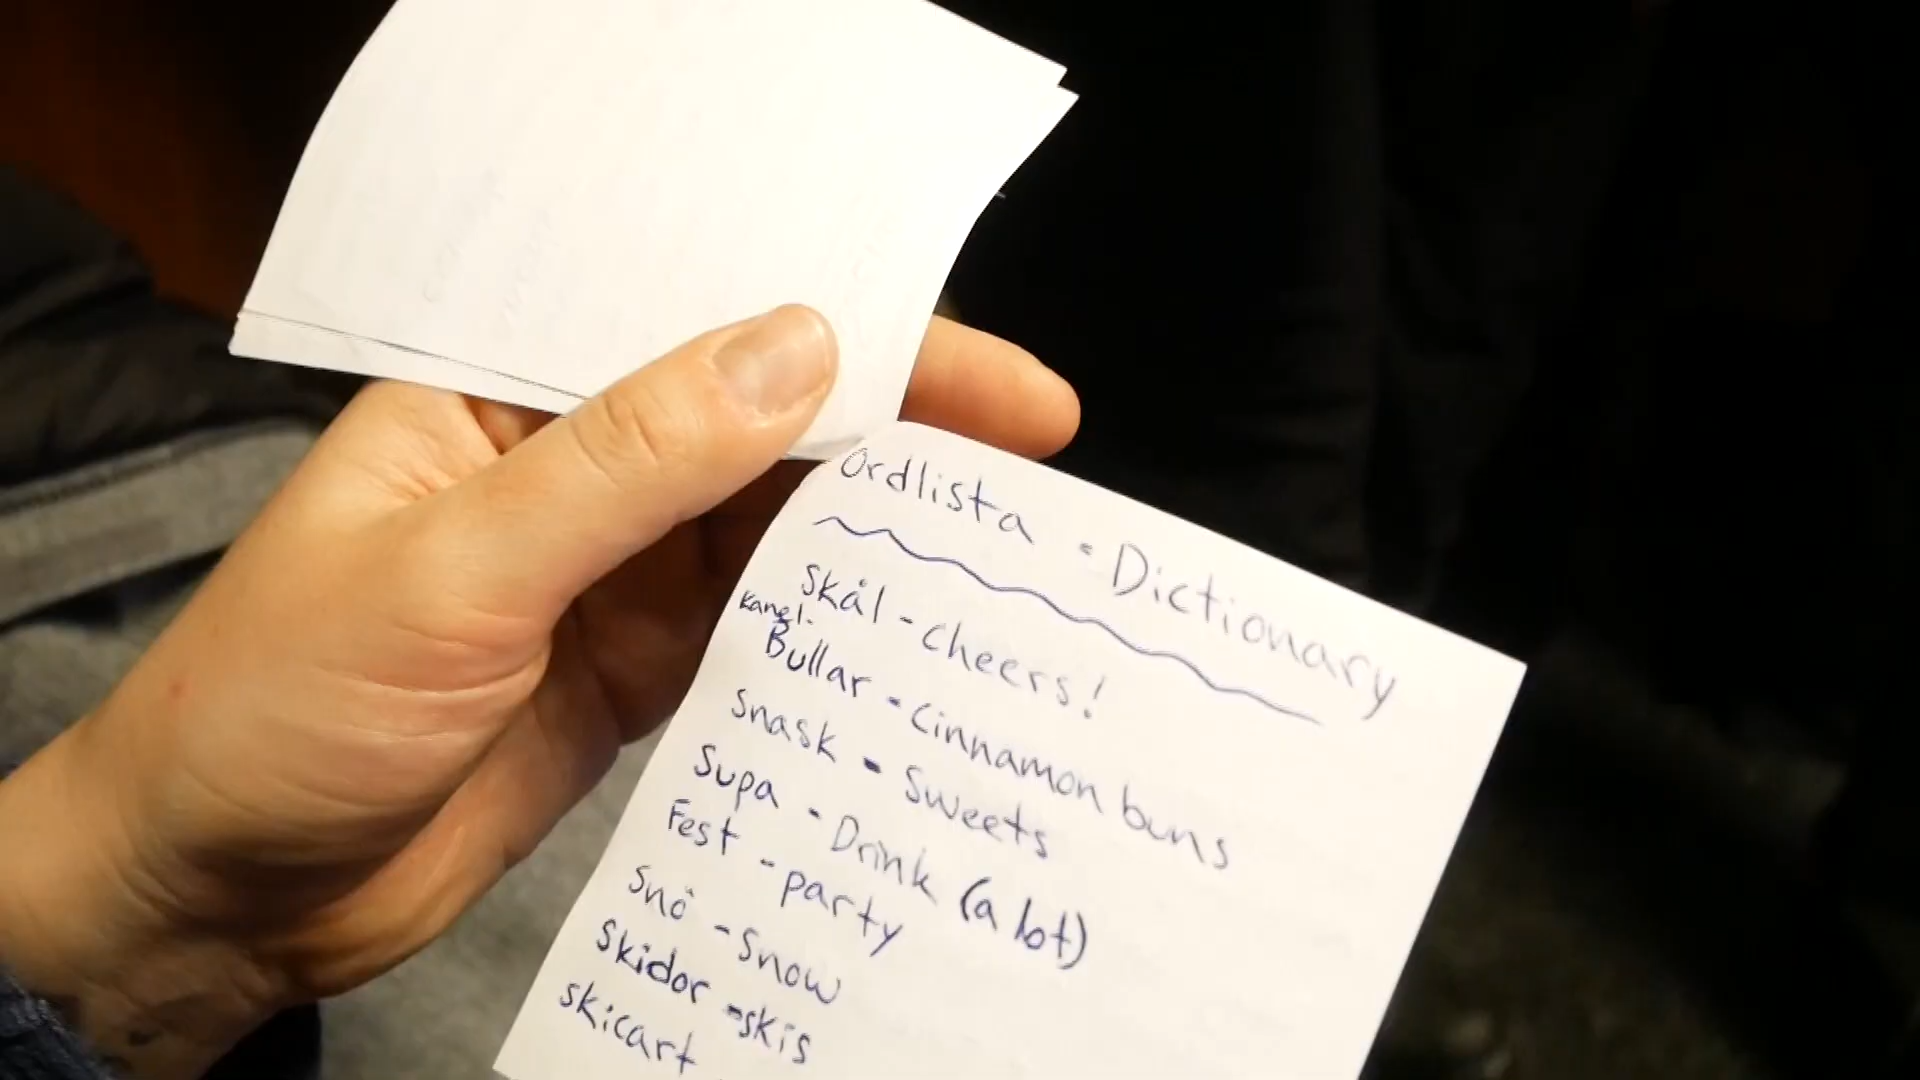 Ordlista - Dictionary
Skål - cheers!
Kanel-
Bullar - cinnamon buns
Snask - Sweets
Supa - Drink (a lot)
Fest - party
Snö - Snow
Skidor - skis
skicart